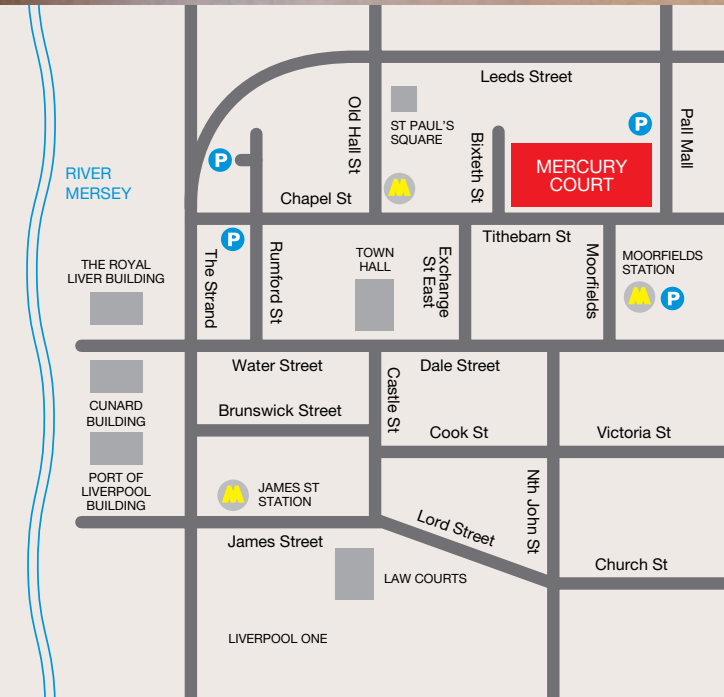 Leeds Street
Old Hall St
ST PAUL'S
SQUARE
Bixteth St
P
Pall Mall
MERCURY
COURT
P
RIVER
MERSEY
Chapel St
P
The Strand
Rumford St
TOWN
HALL
Exchange
St East
Tithebarn St
Moorfields
MOORFIELDS
STATION
P
THE ROYAL
LIVER BUILDING
Water Street
Castle St
Dale Street
CUNARD
BUILDING
Brunswick Street
Cook St
Victoria St
PORT OF
LIVERPOOL
BUILDING
JAMES ST
STATION
James Street
Lord Street
Nth John St
Church St
LAW COURTS
LIVERPOOL ONE